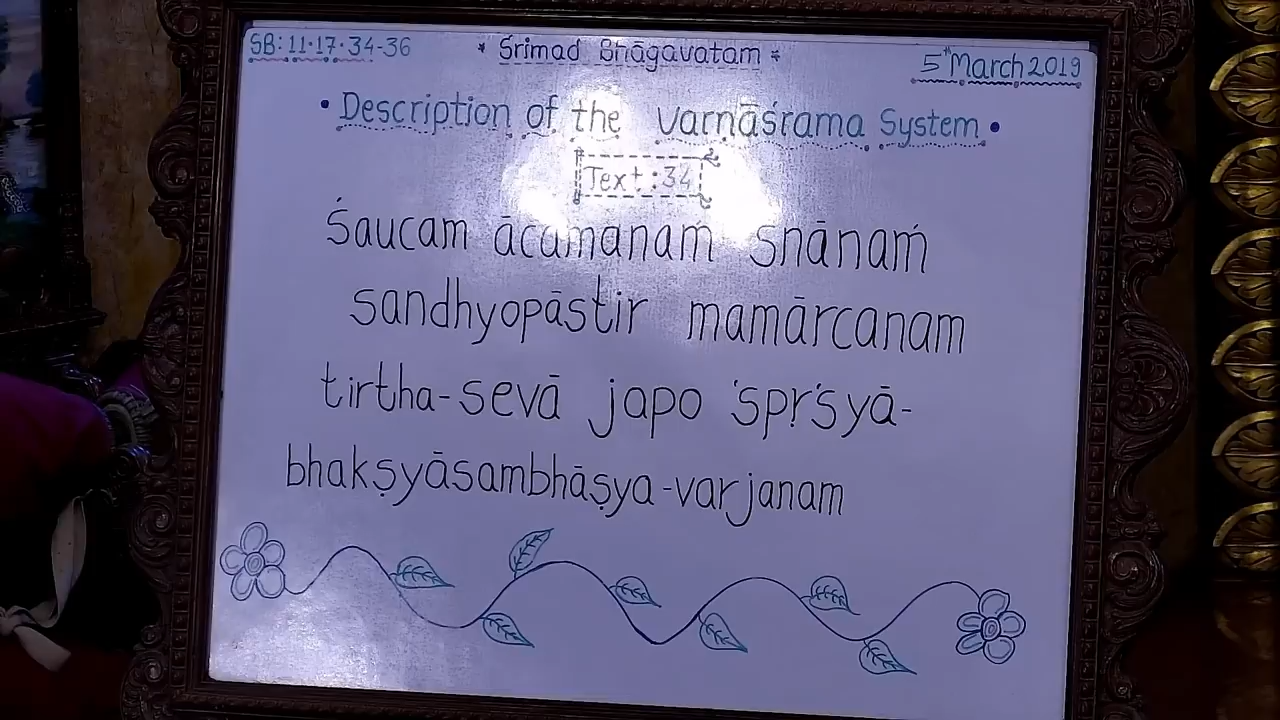 SB: 11.17.34-36
* Śrimad Bhāgavatam *
5th March 2019
• Description of the varṇāśrama System •
Text: 34
śaucam ācamanaṁ snānaṁ
sandhyopāstir mamārcanam
tirtha-sevā japo 'spṛśyā-
bhakṣyāsambhāṣya-varjanam